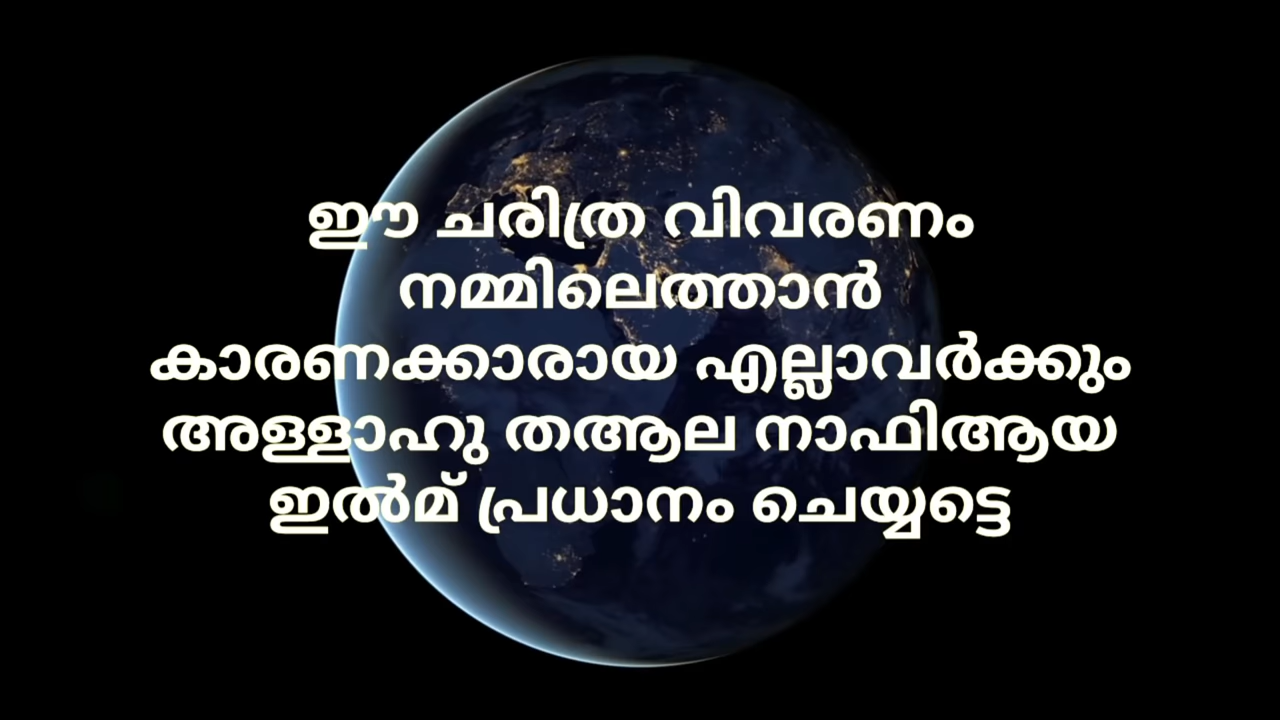 ഈ ചരിത്ര വിവരണം
നമ്മിലെത്താൻ
കാരണക്കാരായ എല്ലാവർക്കും
അള്ളാഹു തആല നാഫിആയ
ഇൽമ് പ്രധാനം ചെയ്യട്ടെ